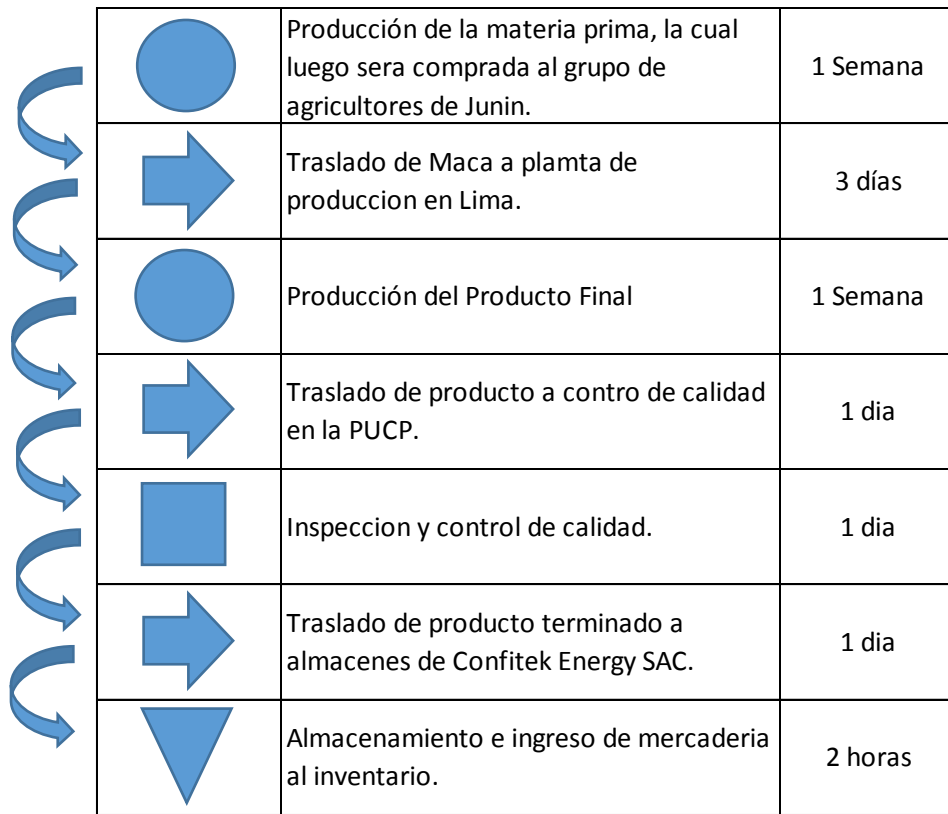 Producción de la materia prima, la cual
luego sera comprada al grupo de
agricultores de Junin.
1 Semana
Traslado de Maca a plamta de
produccion en Lima.
3 días
Producción del Producto Final
1 Semana
Traslado de producto a contro de calidad
en la PUCP.
1 dia
Inspeccion y control de calidad.
1 dia
Traslado de producto terminado a
almacenes de Confitek Energy SAC.
1 dia
Almacenamiento e ingreso de mercaderia
al inventario.
2 horas